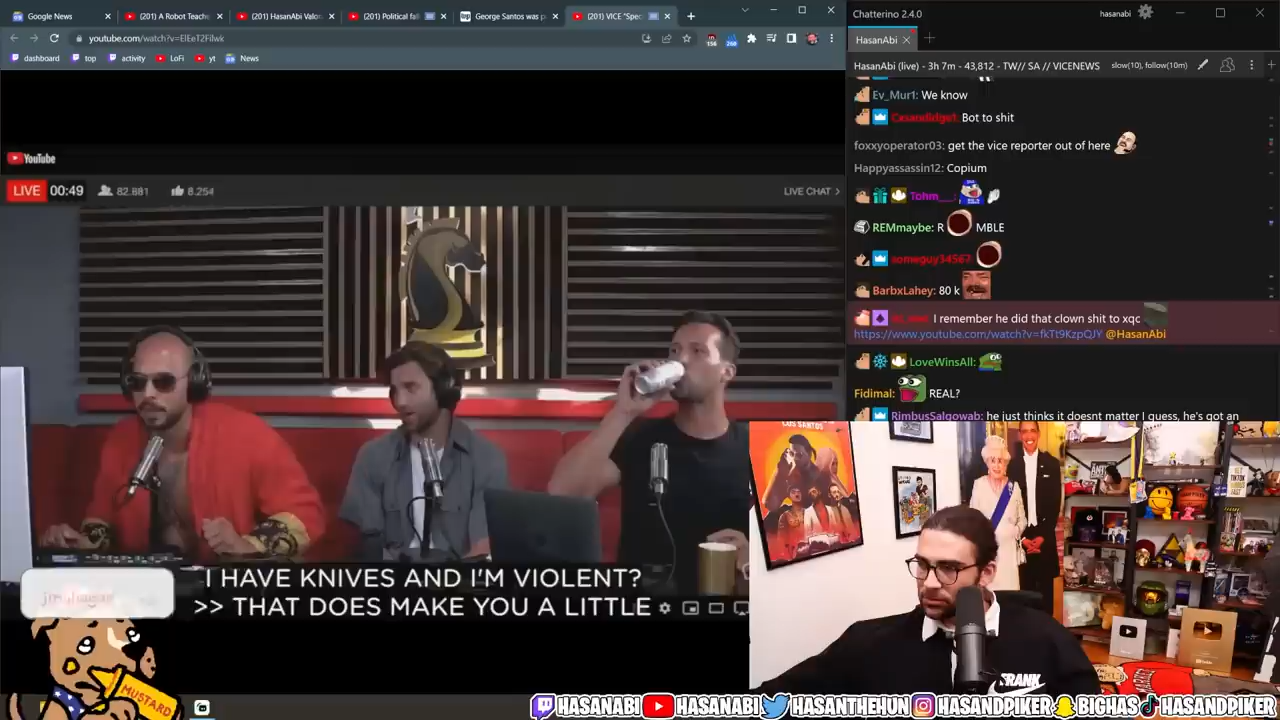 Google News
(201) A Robot Teache
(201) HasanAbi Valor
(201) Political fall
George Santos was p
(201) VICE "Spec
youtube.com/watch?v=ElEeT2Filwk
156
268
dashboard
top
activity
LoFi
yt
News
YouTube
LIVE 00:49 82.881 8.254
LIVE CHAT >
I HAVE KNIVES AND I'M VIOLENT?
>> THAT DOES MAKE YOU A LITTLE
MUSTARD
Chatterino 2.4.0
hasanabi
HasanAbi
HasanAbi (live) - 3h 7m - 43,812 - TW// SA // VICENEWS
slow(10), follow(10m)
Ev_Mur1: We know
Bot to shit
foxxyoperator03: get the vice reporter out of here
Happyassassin12: Copium
Tohm__:
REMmaybe: R MBLE
someguy34567
BarbxLahey: 80 k
I remember he did that clown shit to xqc
https://www.youtube.com/watch?v=fkTt9KzpQJY @HasanAbi
LoveWinsAll:
Fidimal: REAL?
RimbusSalgowab: he just thinks it doesnt matter I guess, he's got an
LOS SANTOS
HASANABI
HASANABI
HASANTHEHUN
HASANDPIKER
BIGHAS
HASANDPIKER